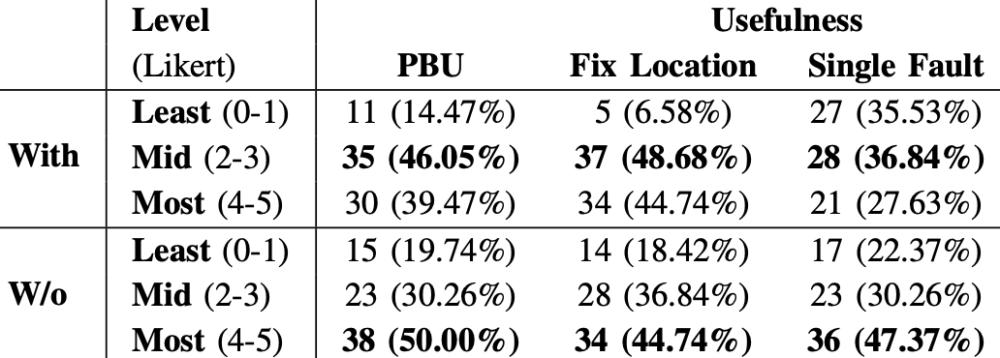 Level Usefulness
(Likert) PBU Fix Location Single Fault
Least (0-1) 11 (14.47%) 5 (6.58%) 27 (35.53%)
With Mid (2-3) 35 (46.05%) 37 (48.68%) 28 (36.84%)
Most (4-5) 30 (39.47%) 34 (44.74%) 21 (27.63%)
Least (0-1) 15 (19.74%) 14 (18.42%) 17 (22.37%)
W/o Mid (2-3) 23 (30.26%) 28 (36.84%) 23 (30.26%)
Most (4-5) 38 (50.00%) 34 (44.74%) 36 (47.37%)